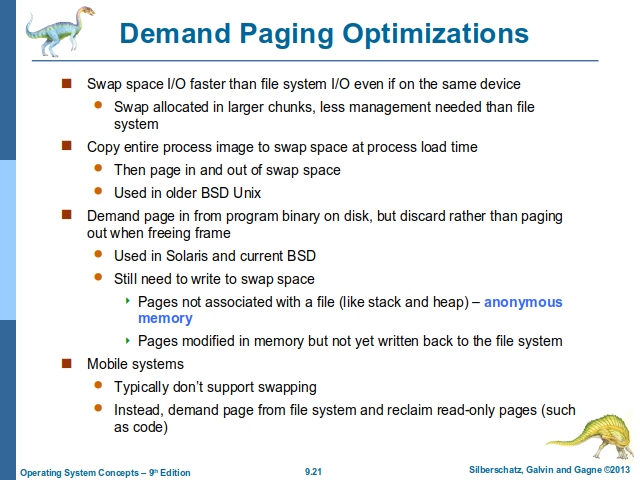 Demand Paging Optimizations
Swap space I/O faster than file system I/O even if on the same device
Swap allocated in larger chunks, less management needed than file
system
Copy entire process image to swap space at process load time
Then page in and out of swap space
Used in older BSD Unix
Demand page in from program binary on disk, but discard rather than paging
out when freeing frame
Used in Solaris and current BSD
Still need to write to swap space
Pages not associated with a file (like stack and heap) – anonymous
memory
Pages modified in memory but not yet written back to the file system
Mobile systems
Typically don’t support swapping
Instead, demand page from file system and reclaim read-only pages (such
as code)
Operating System Concepts – 9th Edition
9.21
Silberschatz, Galvin and Gagne ©2013